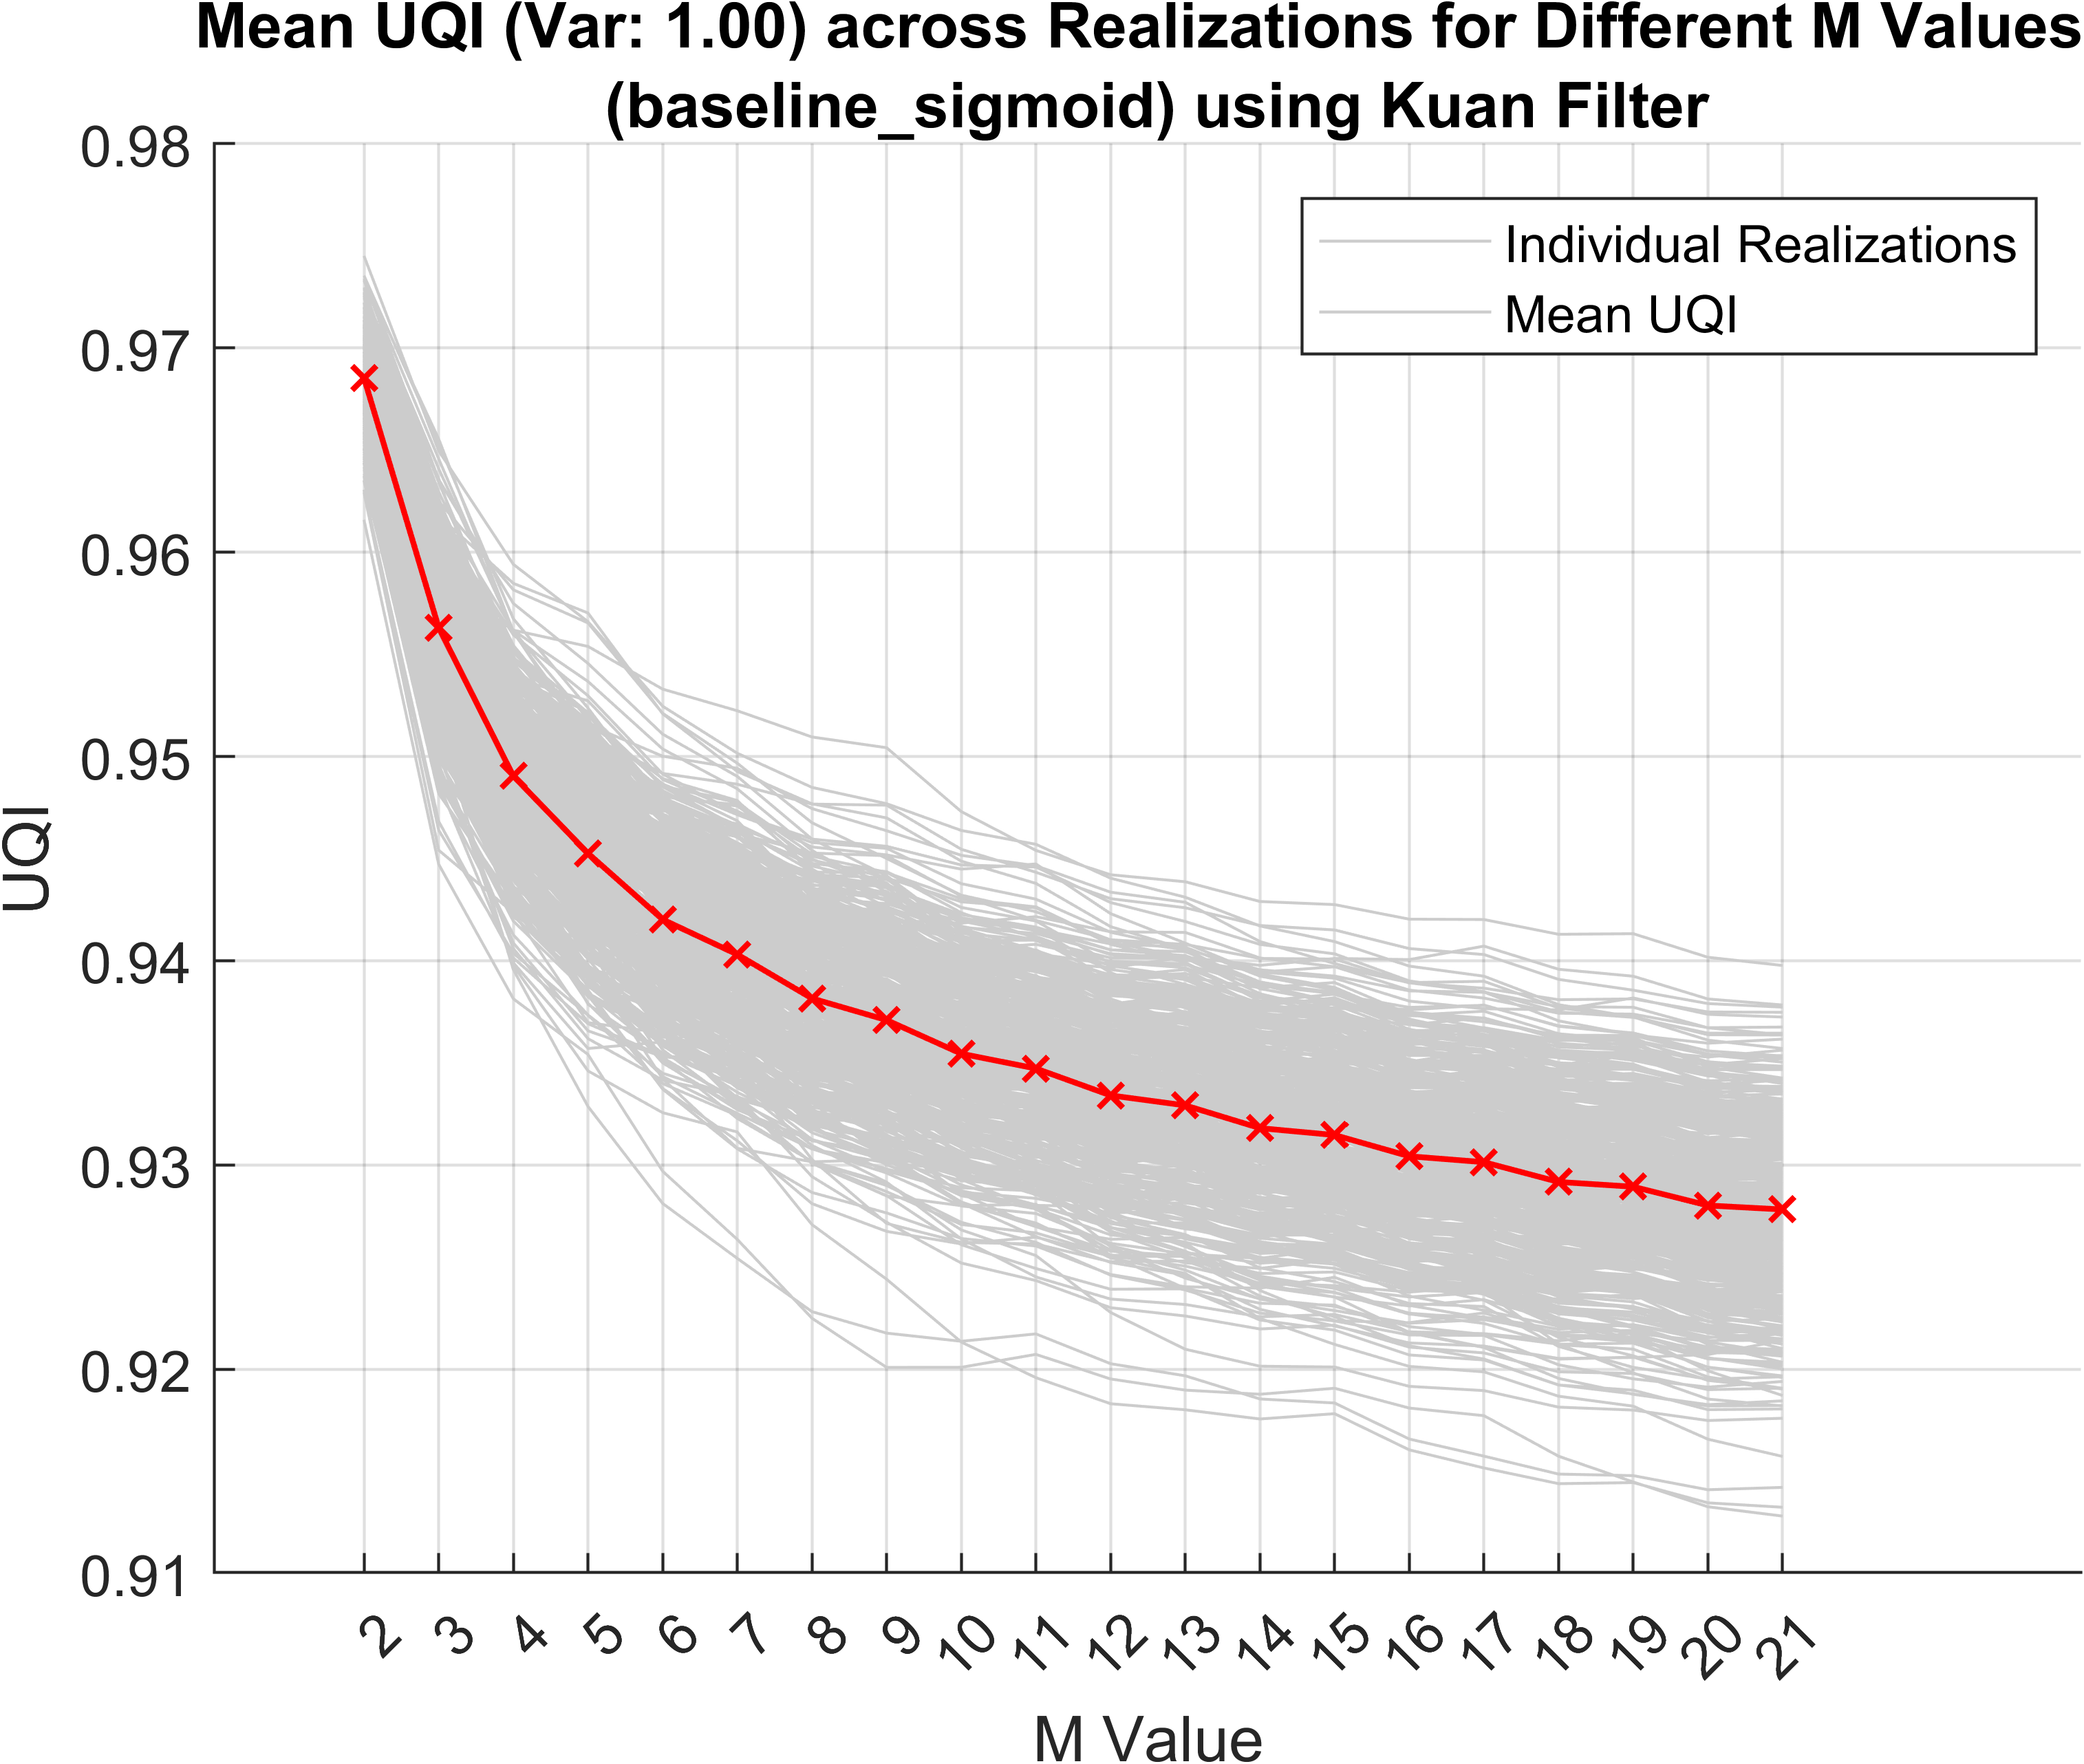 Mean UQI (Var: 1.00) across Realizations for Different M Values
(baseline_sigmoid) using Kuan Filter
0.98
0.97
0.96
0.95
0.94
0.93
0.92
0.91
UQI
Individual Realizations
Mean UQI
2 3 4 5 6 7 8 9 10 11 12 13 14 15 16 17 18 19 20 21
M Value